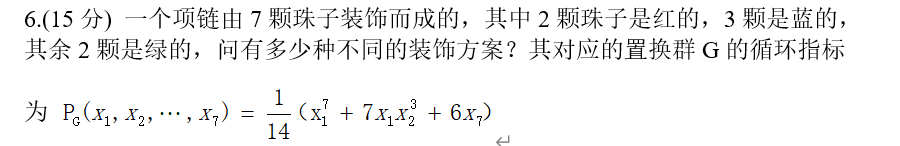 6.(15 分) 一个项链由 7 颗珠子装饰而成的，其中 2 颗珠子是红的，3 颗是蓝的，
其余 2 颗是绿的，问有多少种不同的装饰方案？其对应的置换群 G 的循环指标
为 P_G(x_1, x_2, ⋯, x_7) = \frac{1}{14} (x_1^7 + 7x_1x_2^3 + 6x_7)